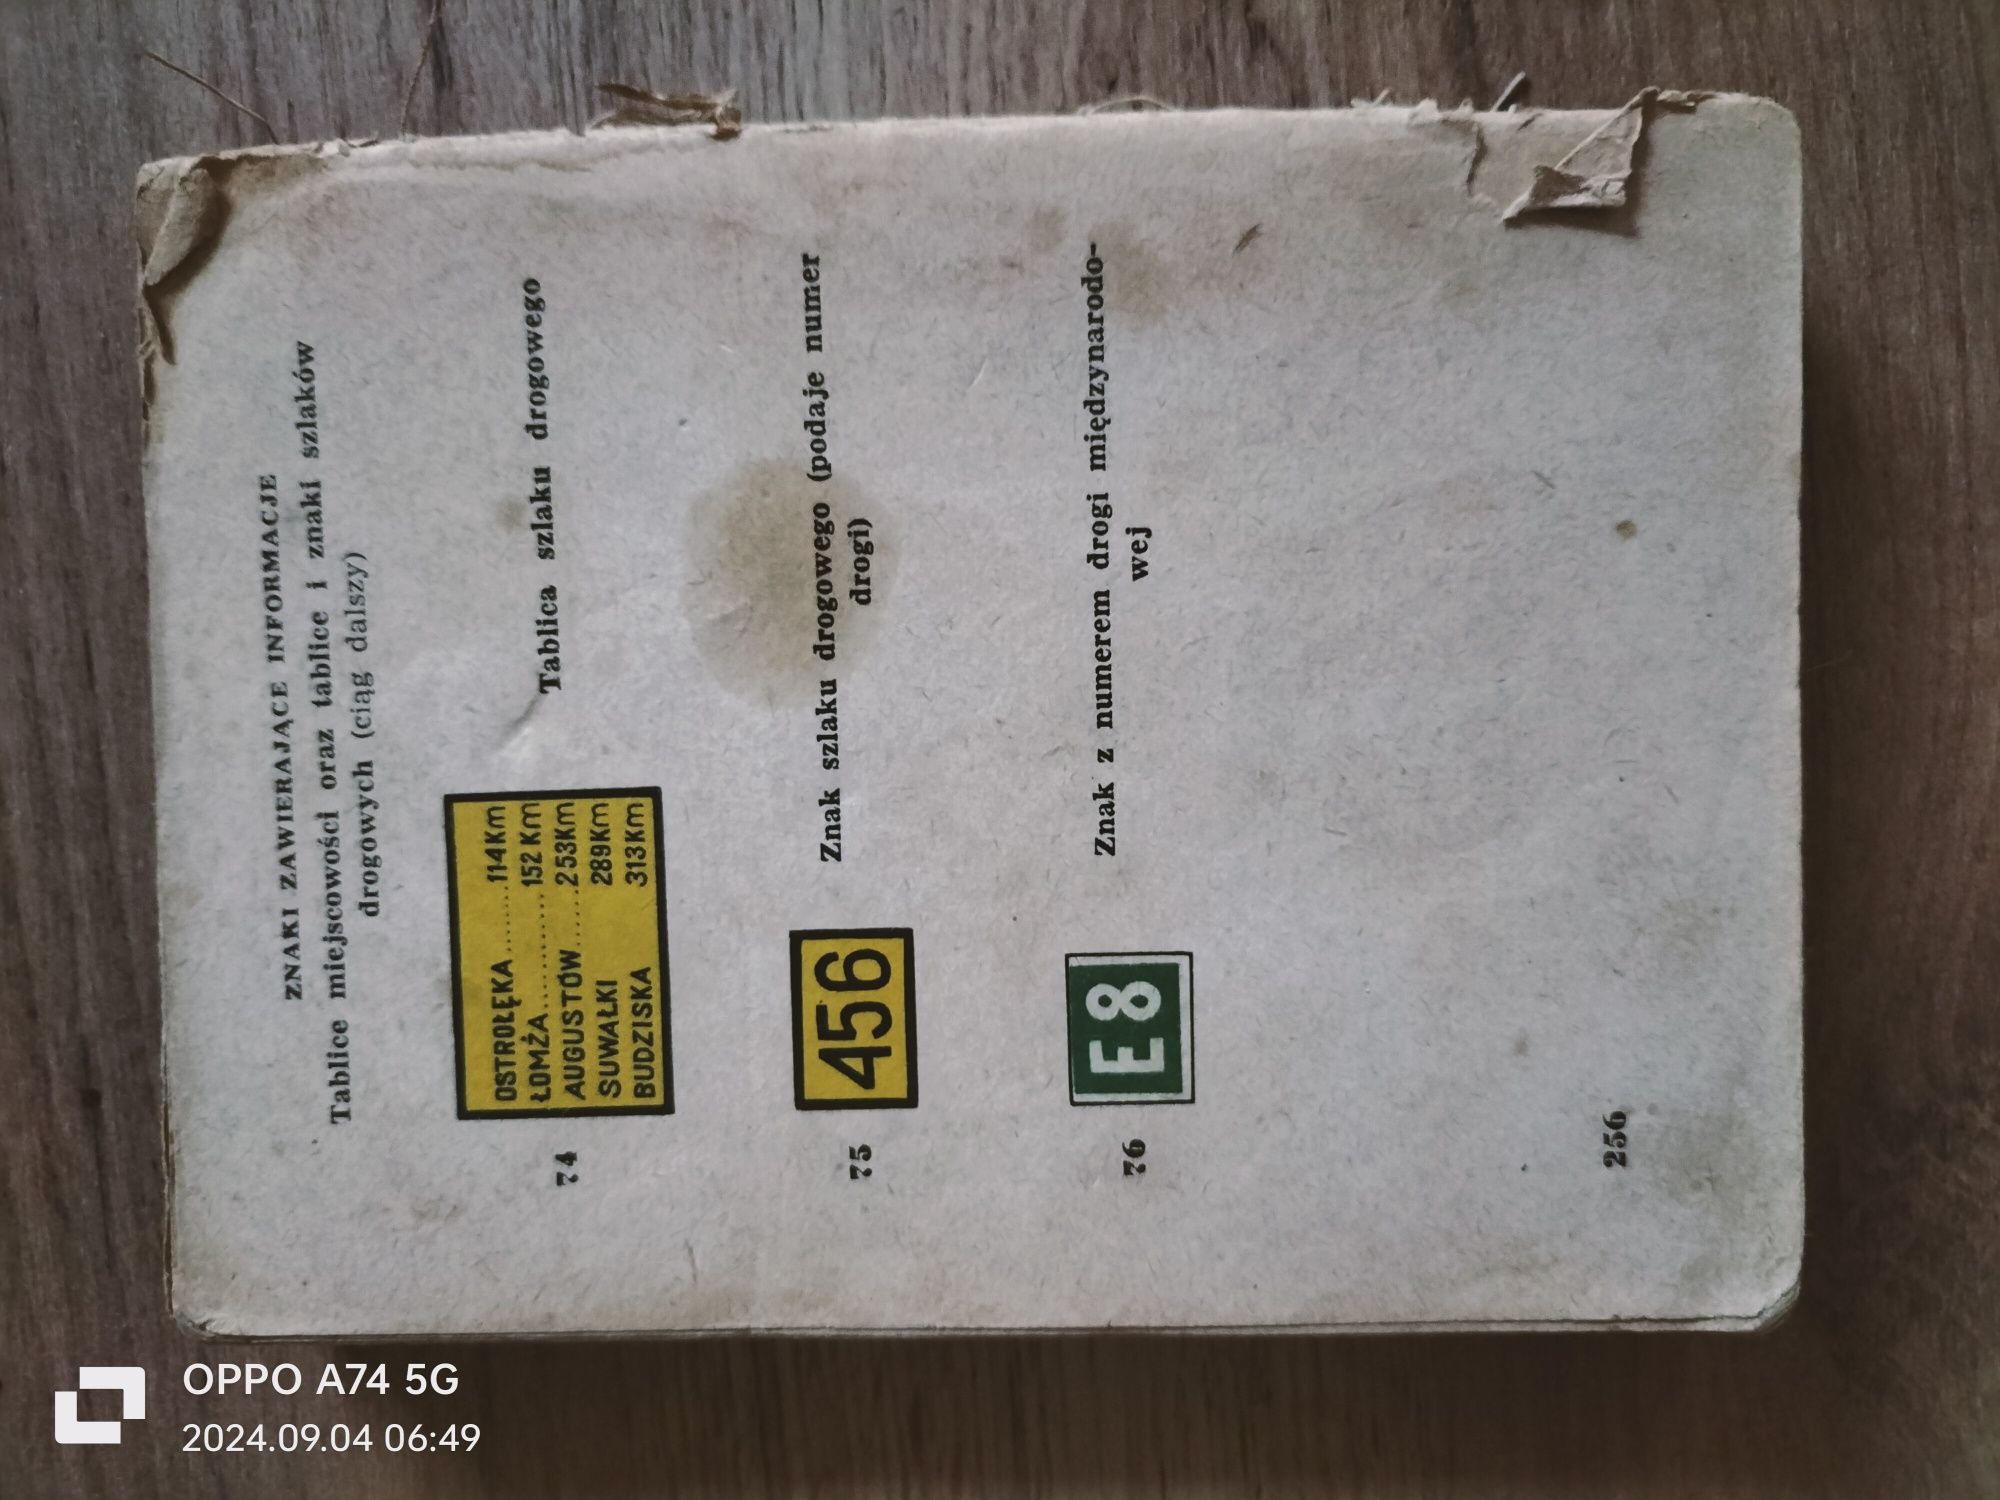 ZNAKI ZAWIERAJĄCE INFORMACJE
Tablice miejscowości oraz tablice i znaki szlaków
drogowych (ciąg dalszy)
74
OSTROŁĘKA.......114Km
ŁOMŻA............152 Km
AUGUSTÓW.....253Km
SUWAŁKI 289Km
BUDZISKA 313Km
Tablica szlaku drogowego
75
456
Znak szlaku drogowego (podaje numer
drogi)
76
E8
Znak z numerem drogi międzynarodo-
wej
256
OPPO A74 5G
2024.09.04 06:49